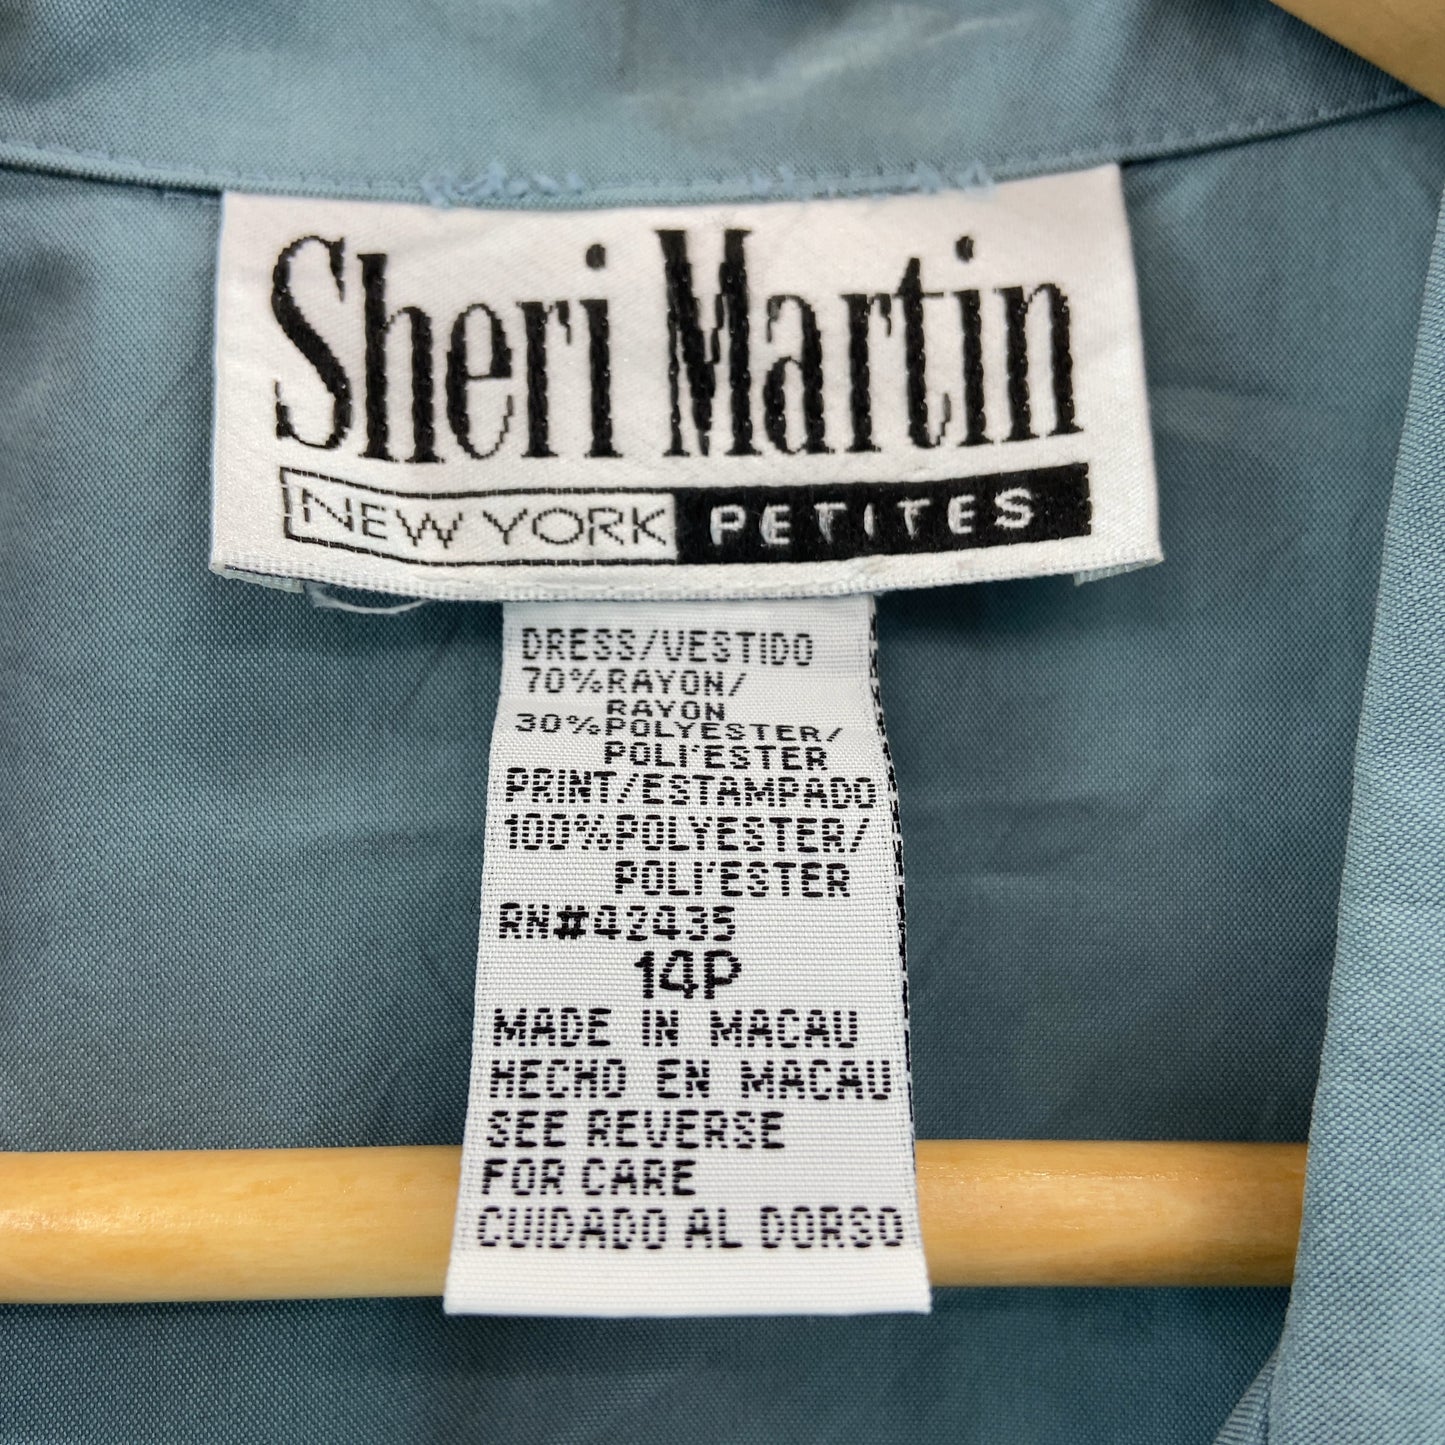 Sheri Martin
NEW YORK PETITES
DRESS/VESTIDO
70%RAYON/
RAYON
30%POLYESTER/
POLI'ESTER
PRINT/ESTAMPADO
100%POLYESTER/
POLI'ESTER
RN#42435
14P
MADE IN MACAU
HECHO EN MACAU
SEE REVERSE
FOR CARE
CUIDADO AL DORSO